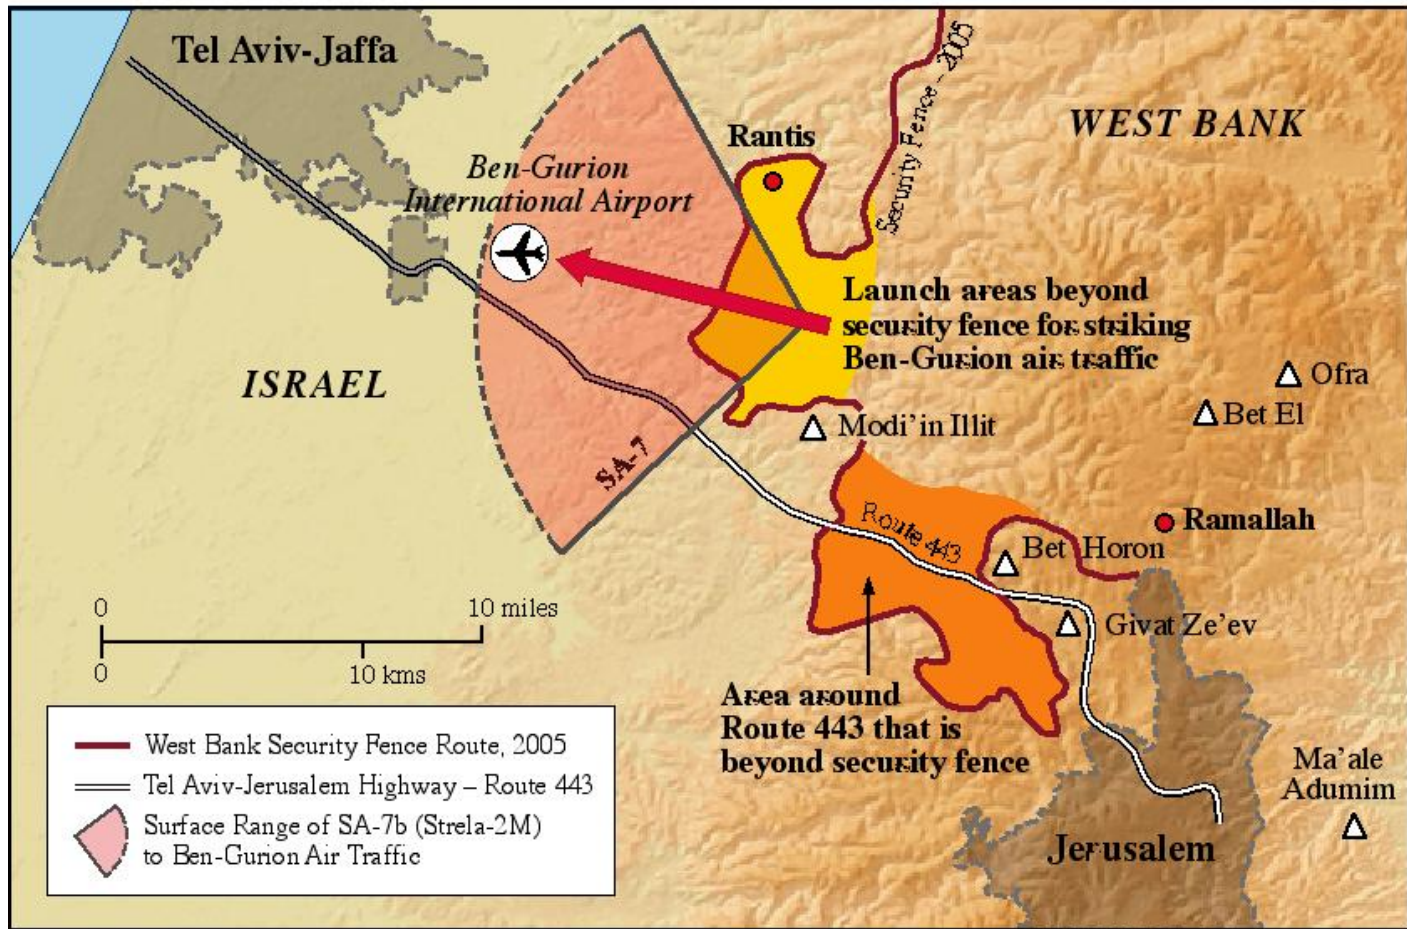 Tel Aviv-Jaffa
Security Fence – 2005
WEST BANK
Rantis
Ben-Gurion
International Airport
Launch areas beyond
security fence for striking
Ben-Gurion air traffic
ISRAEL
Ofra
Bet El
Modi’in Illit
SA-7
Route 443
Ramallah
Bet Horon
Givat Ze’ev
0
10 miles
0
10 kms
Area around
Route 443 that is
beyond security fence
West Bank Security Fence Route, 2005
Tel Aviv-Jerusalem Highway – Route 443
Surface Range of SA-7b (Strela-2M)
to Ben-Gurion Air Traffic
Ma’ale
Adumim
Jerusalem